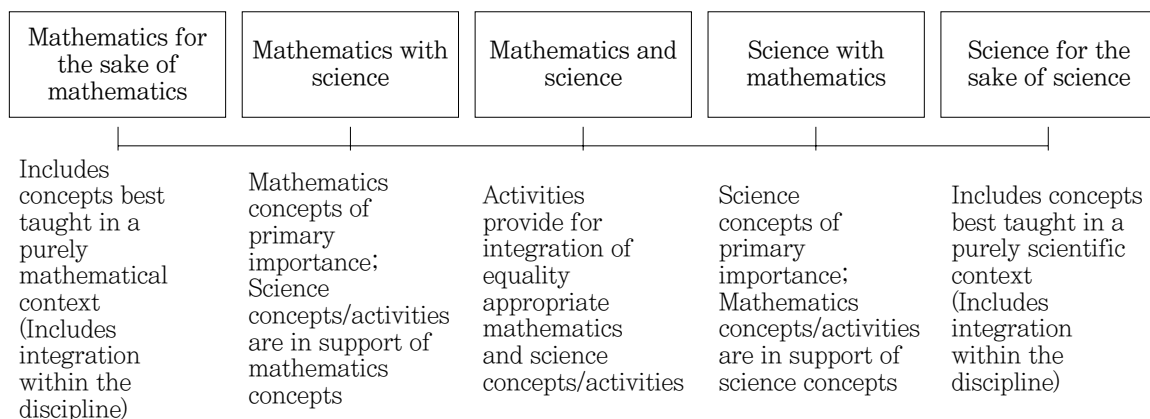 Mathematics for
the sake of
mathematics
Mathematics with
science
Mathematics and
science
Science with
mathematics
Science for the
sake of science
Includes
concepts best
taught in a
purely
mathematical
context
(Includes
integration
within the
discipline)
Mathematics
concepts of
primary
importance;
Science
concepts/activities
are in support of
mathematics
concepts
Activities
provide for
integration of
equality
appropriate
mathematics
and science
concepts/activities
Science
concepts of
primary
importance;
Mathematics
concepts/activities
are in support of
science concepts
Includes concepts
best taught in a
purely scientific
context
(Includes
integration
within the
discipline)